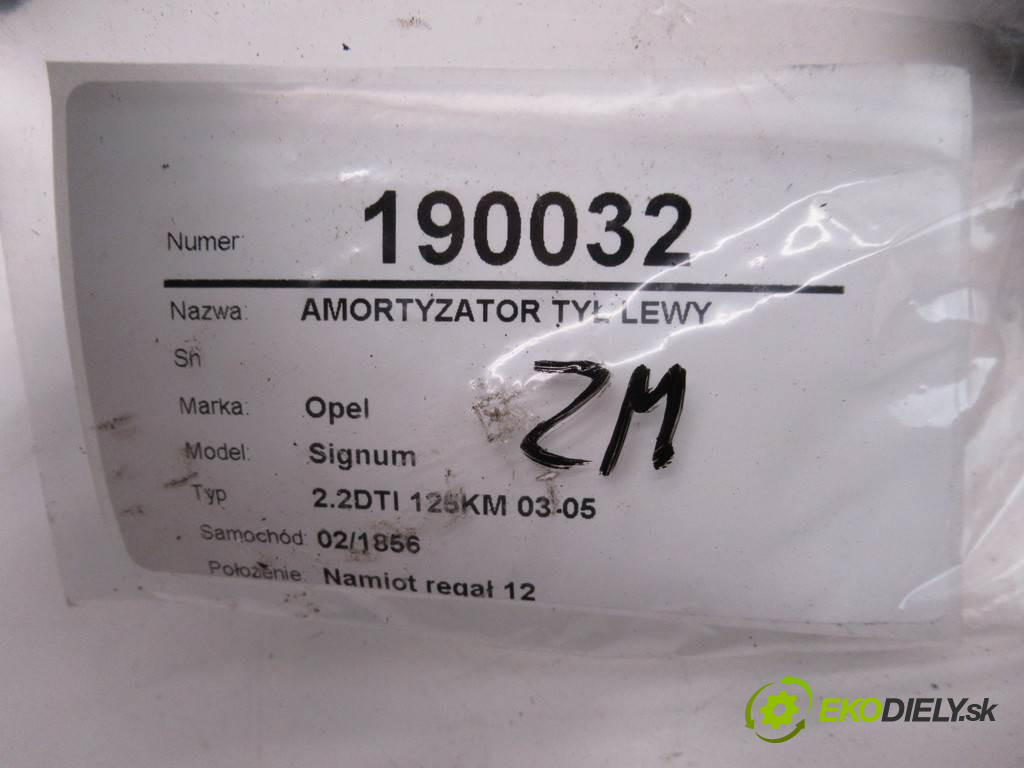 Numer: 190032
Nazwa: AMORTYZATOR TYŁ LEWY
Sn
Marka: Opel
Model: Signum
Typ 2.2DTI 125KM 03-05
Samochód: 02/1856
Położenie: Namiot regał 12
ZM
EKODIELY.sk